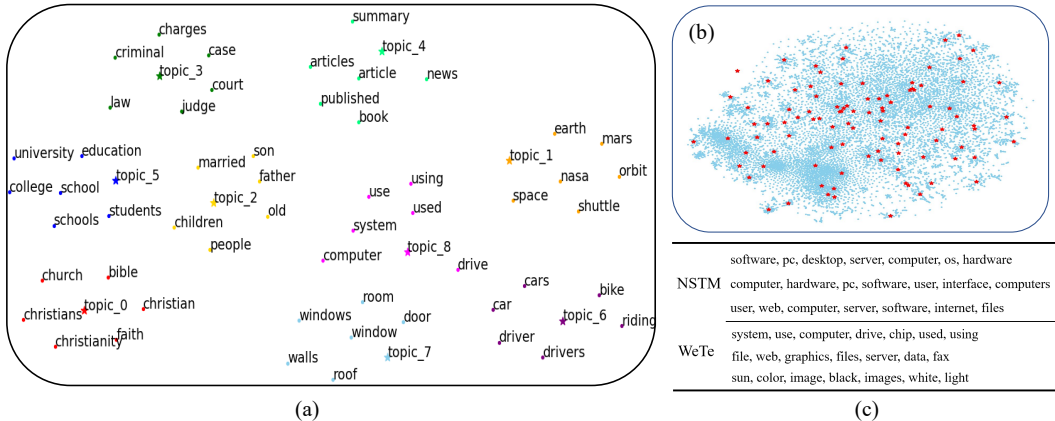 charges
criminal
case
topic_3
court
law
judge
summary
topic_4
articles
article
news
published
book
earth
mars
topic_1
nasa
orbit
space
shuttle
university
education
topic_5
college
school
students
schools
son
married
father
topic_2
old
children
people
using
use
used
system
topic_8
computer
drive
church
bible
topic_0
christian
christians
faith
christianity
room
windows
door
window
topic_7
walls
roof
cars
bike
car
topic_6
riding
driver
drivers
(a)
(b)
NSTM
software, pc, desktop, server, computer, os, hardware
computer, hardware, pc, software, user, interface, computers
user, web, computer, server, software, internet, files
WeTe
system, use, computer, drive, chip, used, using
file, web, graphics, files, server, data, fax
sun, color, image, black, images, white, light
(c)